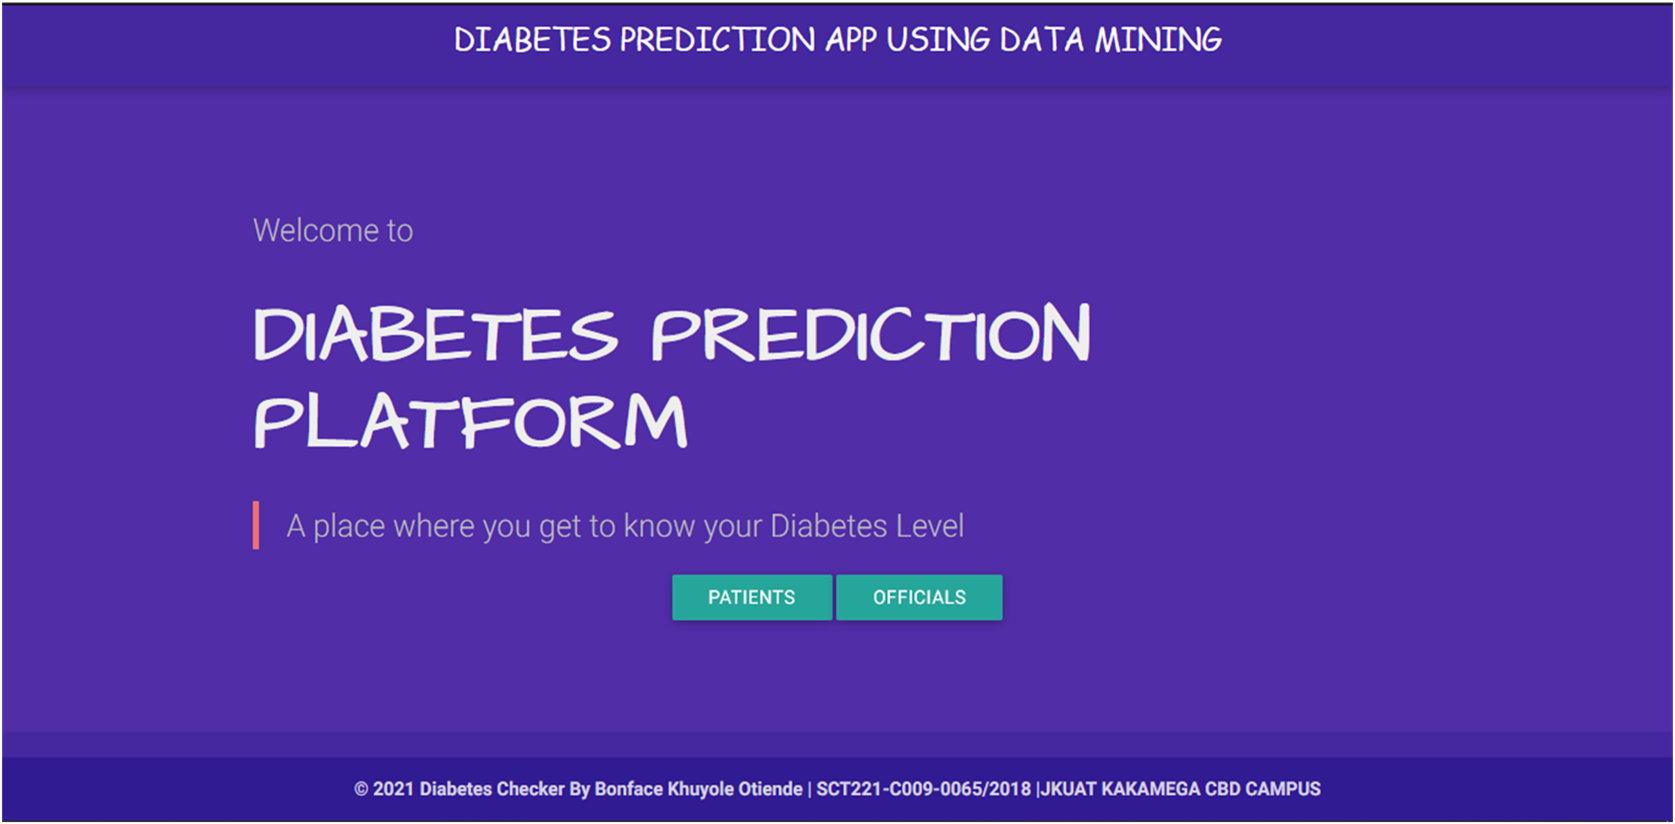 DIABETES PREDICTION APP USING DATA MINING
Welcome to
DIABETES PREDICTION
PLATFORM
A place where you get to know your Diabetes Level
PATIENTS OFFICIALS
© 2021 Diabetes Checker By Bonface Khuyole Otiende | SCT221-C009-0065/2018 |JKUAT KAKAMEGA CBD CAMPUS